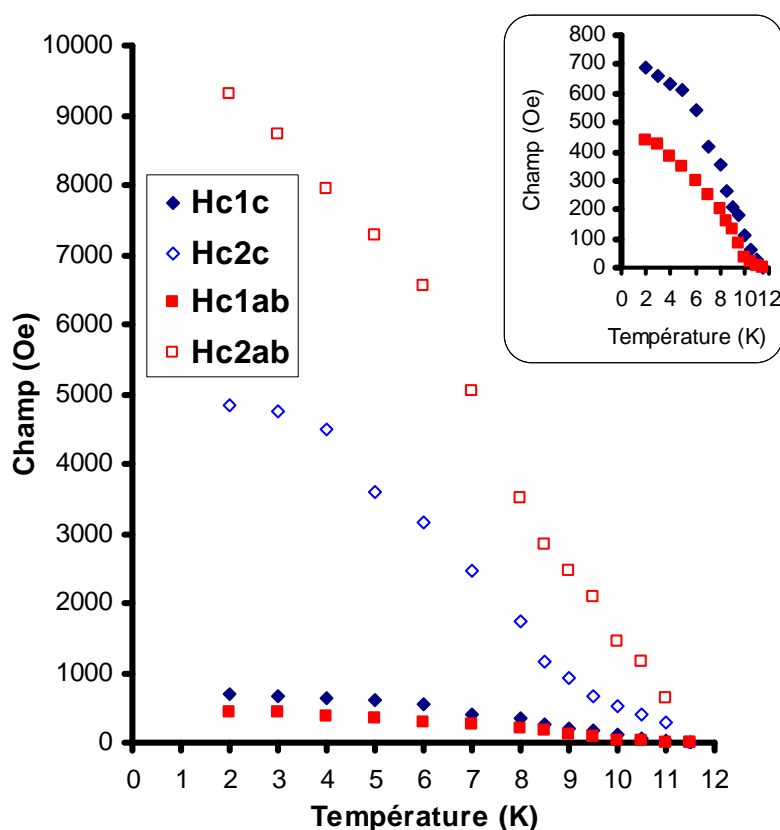 10000
9000
8000
7000
6000
5000
4000
3000
2000
1000
0
Champ (Oe)
0 1 2 3 4 5 6 7 8 9 10 11 12
Température (K)
Hc1c
Hc2c
Hc1ab
Hc2ab
800
700
600
500
400
300
200
100
0
Champ (Oe)
0 2 4 6 8 10 12
Température (K)